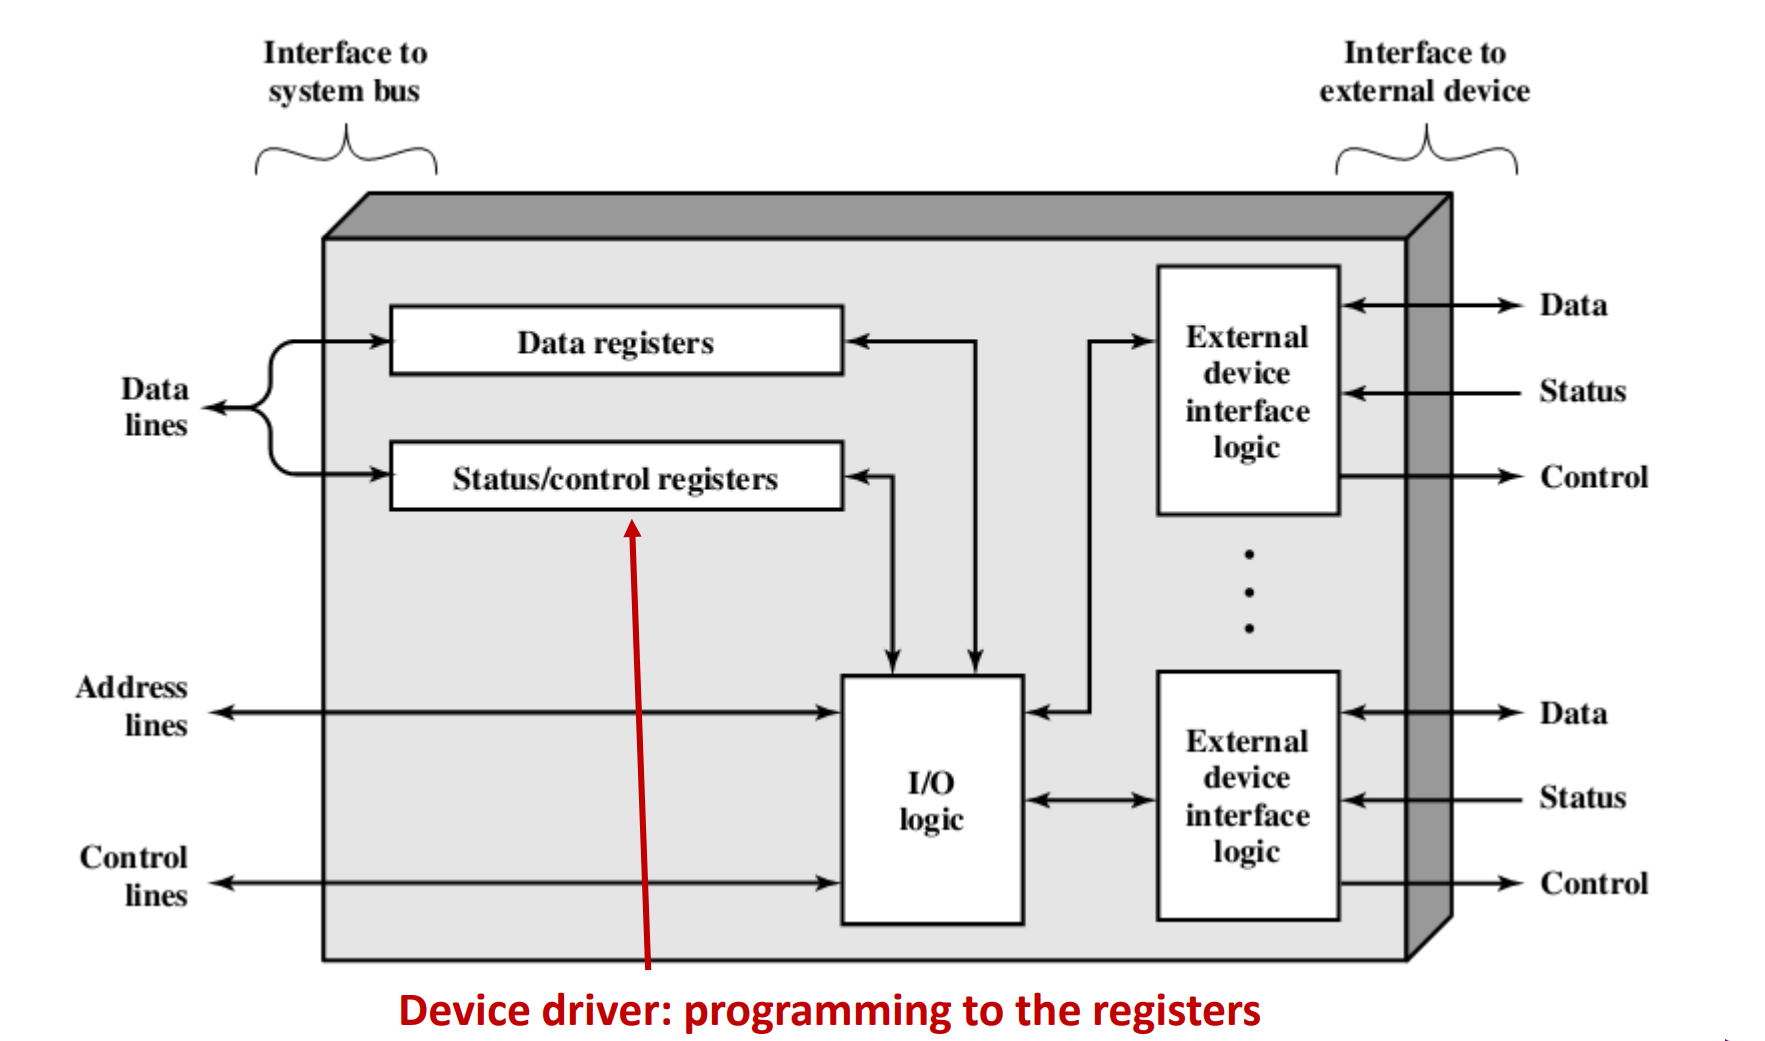 Interface to
system bus
Interface to
external device
Data registers
Data
lines
Status/control registers
External
device
interface
logic
Data
Status
Control
Address
lines
I/O
logic
Control
lines
External
device
interface
logic
Data
Status
Control
Device driver: programming to the registers